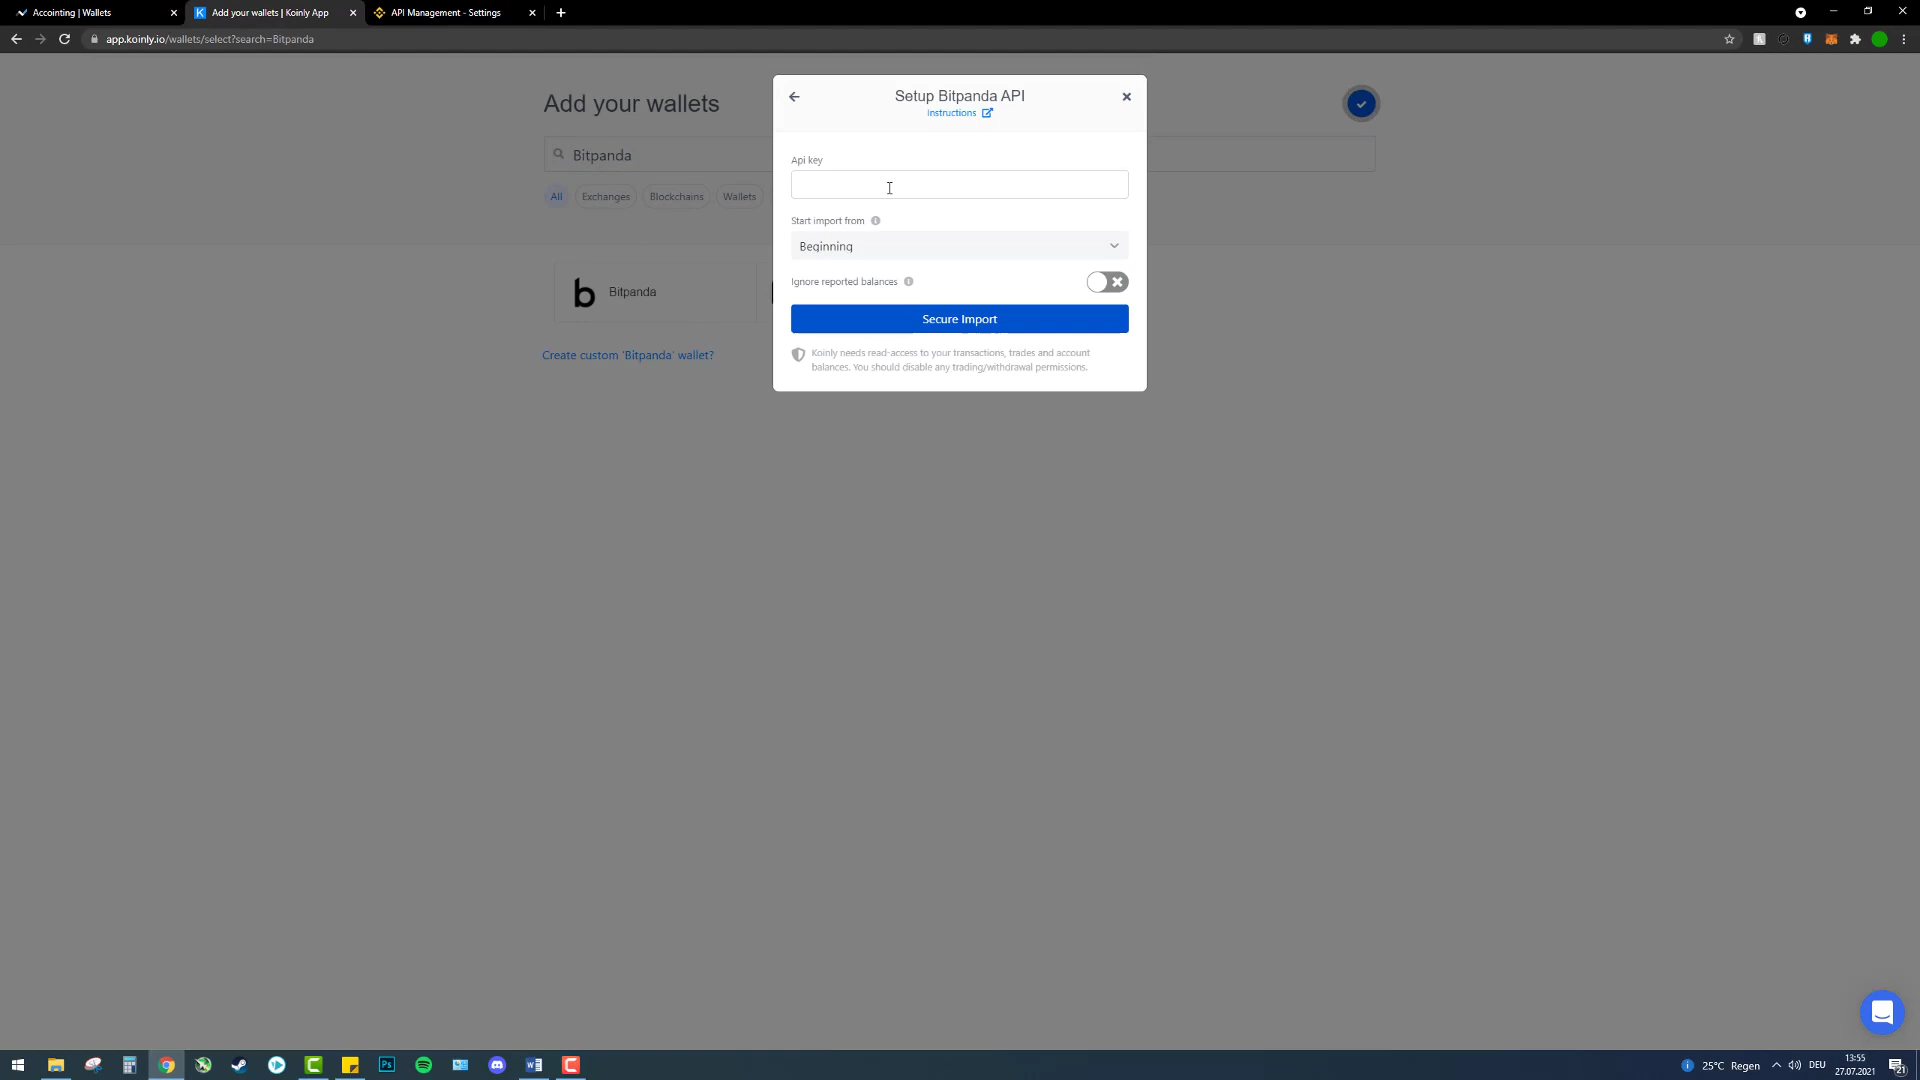 Accointing | Wallets
Add your wallets | Koinly App
API Management - Settings
app.koinly.io/wallets/select?search=Bitpanda
Add your wallets
Bitpanda
All
Exchanges
Blockchains
Wallets
Bitpanda
Create custom 'Bitpanda' wallet?
Setup Bitpanda API
Instructions
Api key
Start import from
Beginning
Ignore reported balances
Secure Import
Koinly needs read-access to your transactions, trades and account
balances. You should disable any trading/withdrawal permissions.
25°C Regen
DEU
13:55
27.07.2021
21